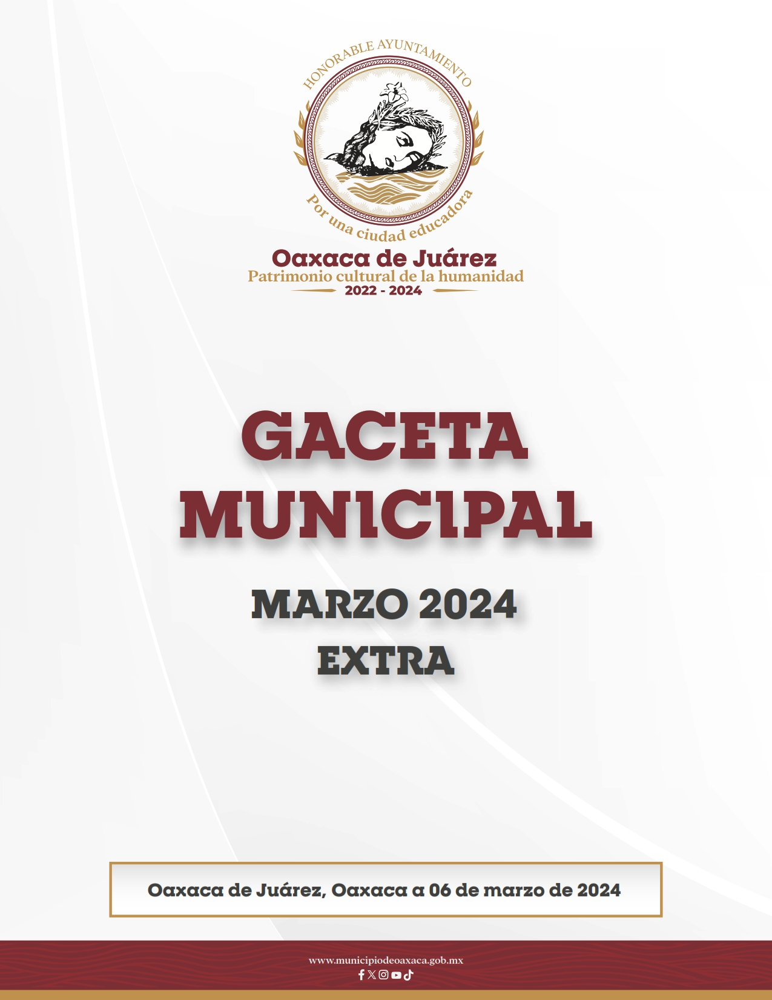 HONORABLE AYUNTAMIENTO
Por una ciudad educadora
Oaxaca de Juárez
Patrimonio cultural de la humanidad
2022 - 2024
GACETA
MUNICIPAL
MARZO 2024
EXTRA
Oaxaca de Juárez, Oaxaca a 06 de marzo de 2024
www.municipiodeoaxaca.gob.mx